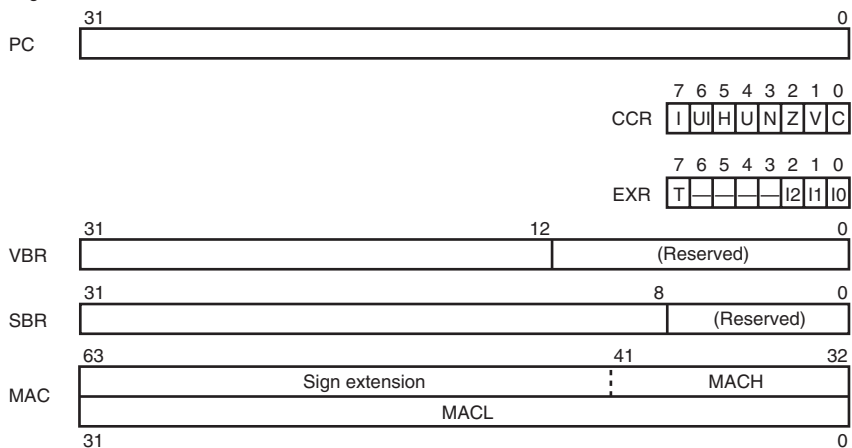 31 0
PC
7 6 5 4 3 2 1 0
CCR I UI H U N Z V C
7 6 5 4 3 2 1 0
EXR T — — — — I2 I1 I0
31 12 0
VBR (Reserved)
31 8 0
SBR (Reserved)
63 41 32
MAC Sign extension MACH
MACL
31 0